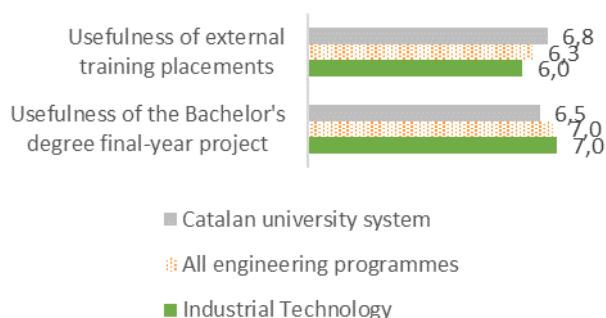 Usefulness of external
training placements
6,8
6,3
6,0
Usefulness of the Bachelor's
degree final-year project
6,5
7,0
7,0
Catalan university system
All engineering programmes
Industrial Technology